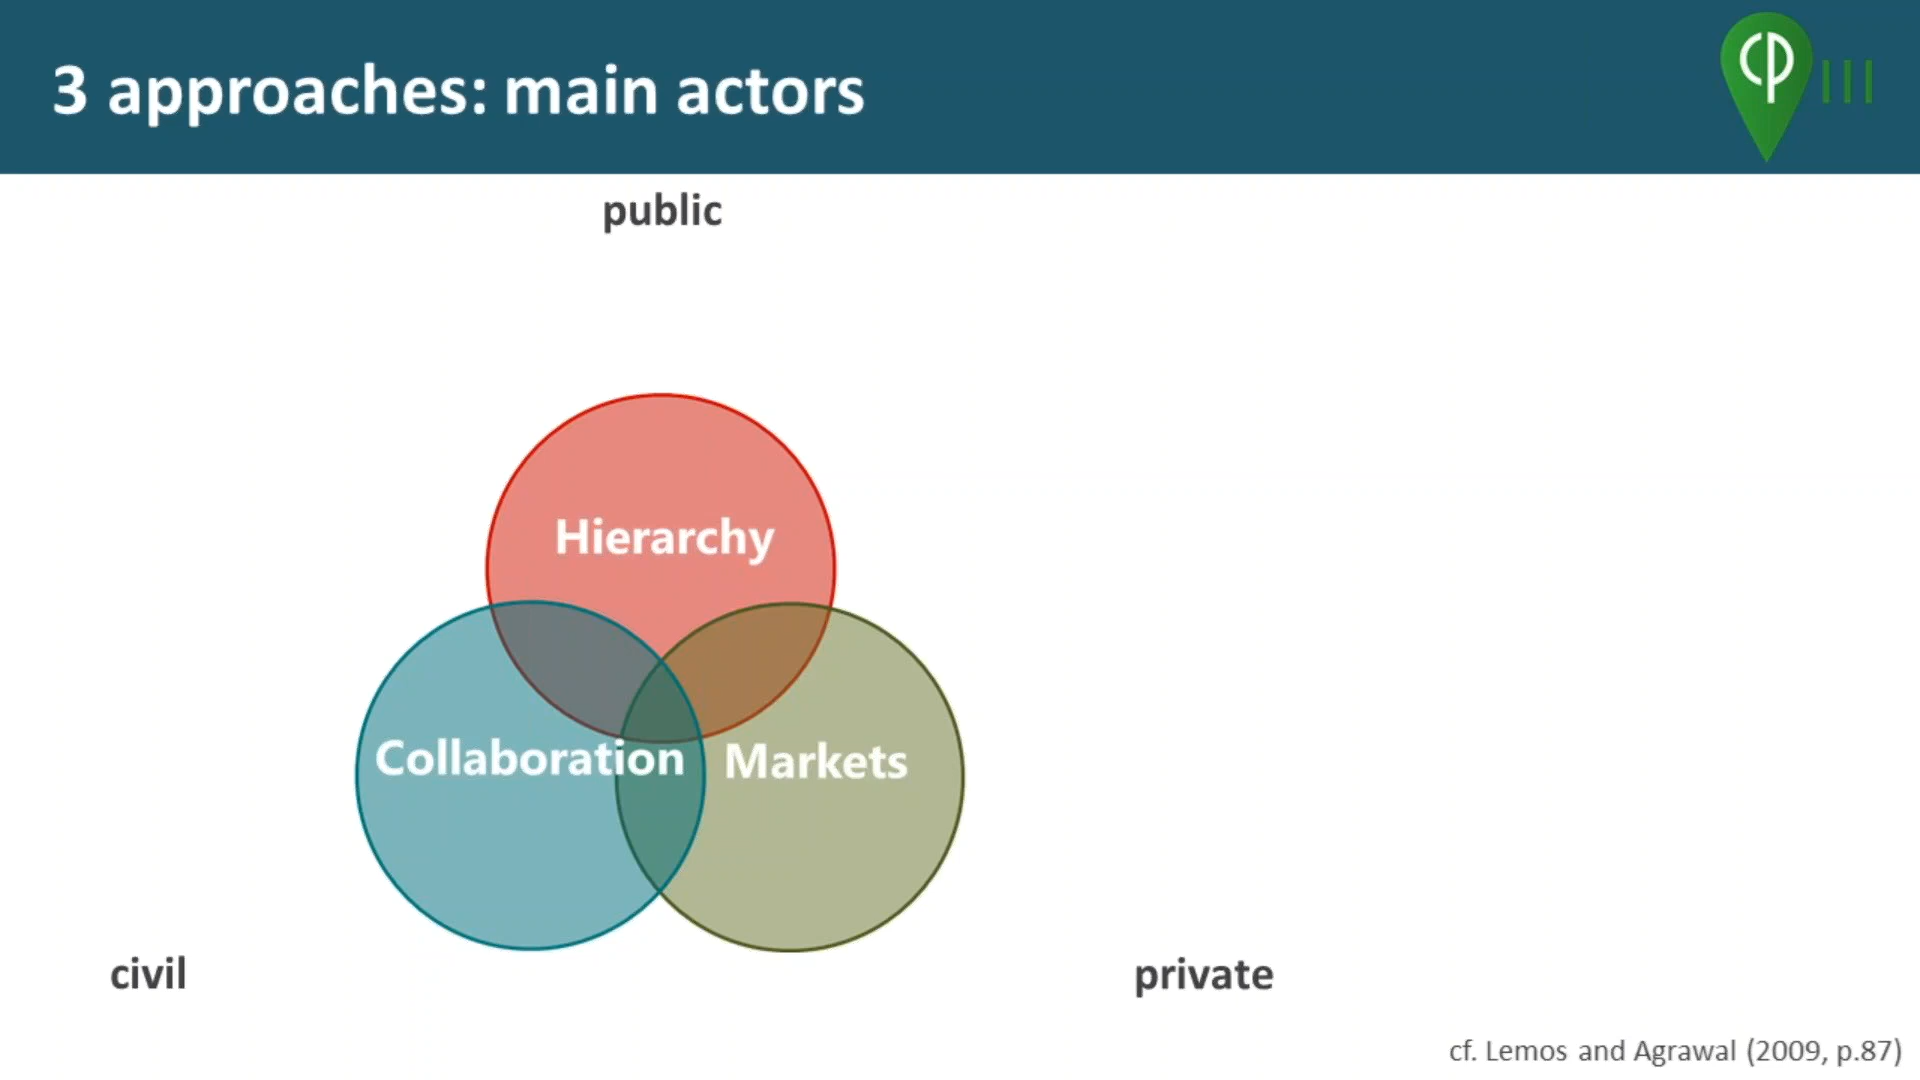 3 approaches: main actors
public
Hierarchy
Collaboration
Markets
civil
private
cf. Lemos and Agrawal (2009, p.87)